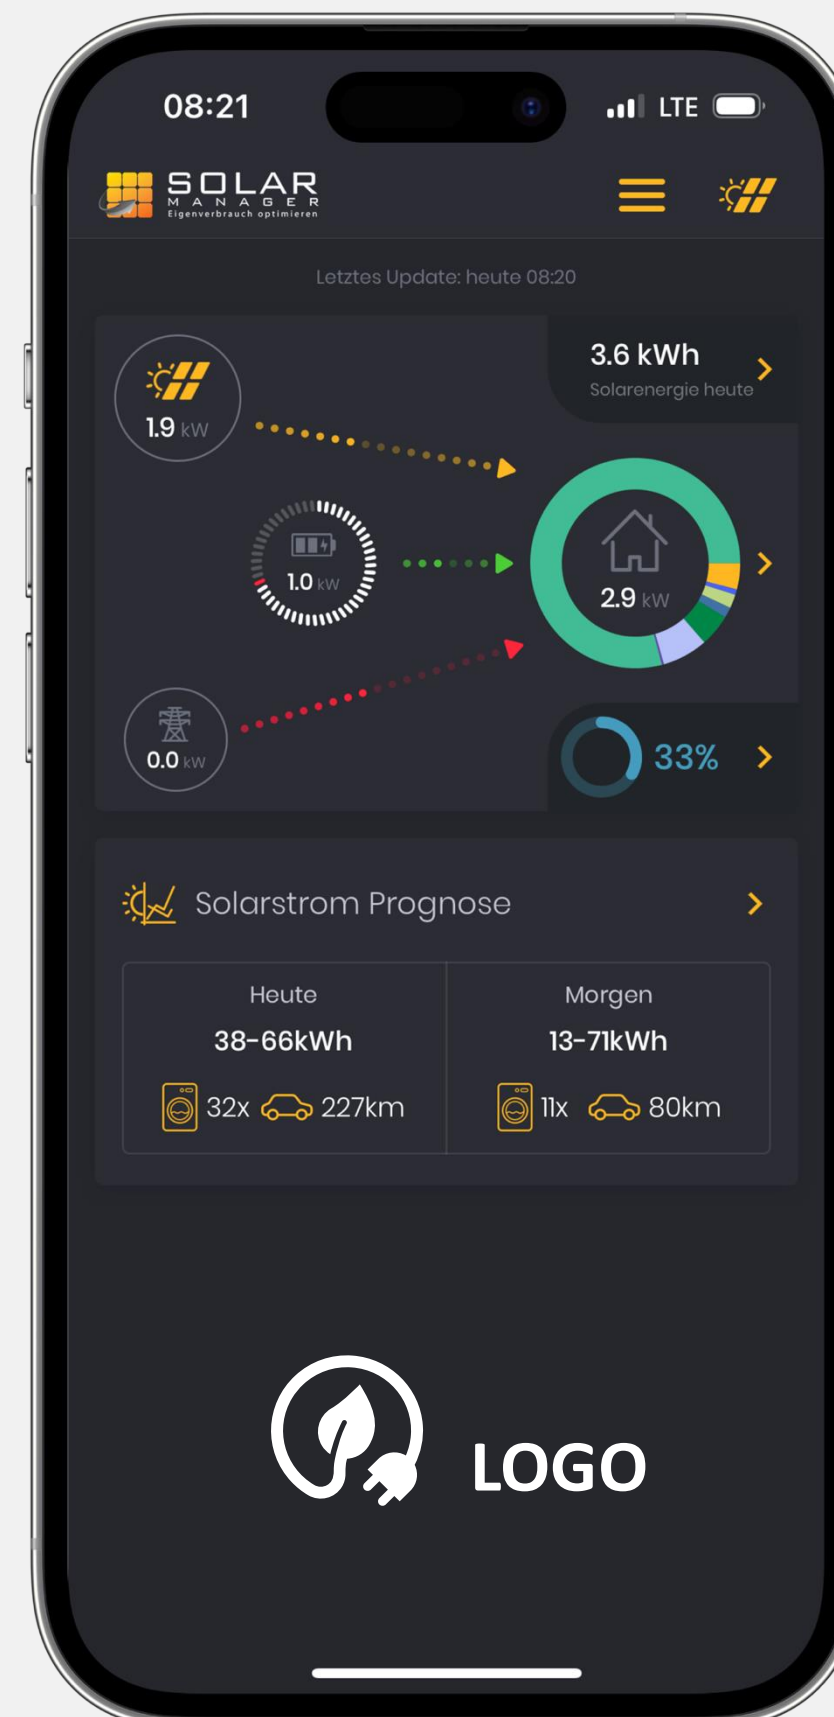 08:21
LTE
SOLAR
MANAGER
Eigenverbrauch optimieren
Letztes Update: heute 08:20
3.6 kWh
Solarenergie heute
1.9 kW
1.0 kW
2.9 kW
0.0 kW
33%
Solarstrom Prognose
Heute
Morgen
38-66kWh
13-71kWh
32x 227km
11x 80km
LOGO